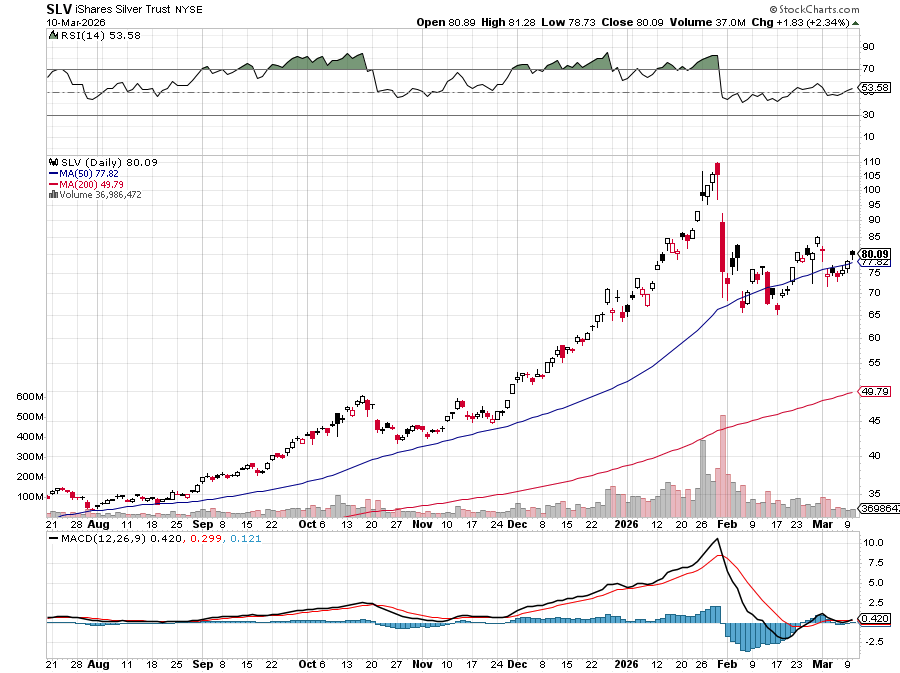 SLV iShares Silver Trust NYSE © StockCharts.com
10-Mar-2026 Open 80.89 High 81.28 Low 78.73 Close 80.09 Volume 37.0M Chg +1.83 (+2.34%)
RSI(14) 53.58
90
70
53.58
30
10
SLV (Daily) 80.09
MA(50) 77.82
MA(200) 49.79
Volume 36,986,472
110
105
100
95
90
85
80.09
77.82
75
70
65
60
55
49.79
45
40
35
600M
500M
400M
300M
200M
100M
369864
21 28 Aug 11 18 25 Sep 8 15 22 Oct 6 13 20 27 Nov 10 17 24 Dec 8 15 22 2026 12 20 26 Feb 9 17 23 Mar 9
MACD(12,26,9) 0.420, 0.299, 0.121
10.0
7.5
5.0
2.5
0.420
-2.5
21 28 Aug 11 18 25 Sep 8 15 22 Oct 6 13 20 27 Nov 10 17 24 Dec 8 15 22 2026 12 20 26 Feb 9 17 23 Mar 9